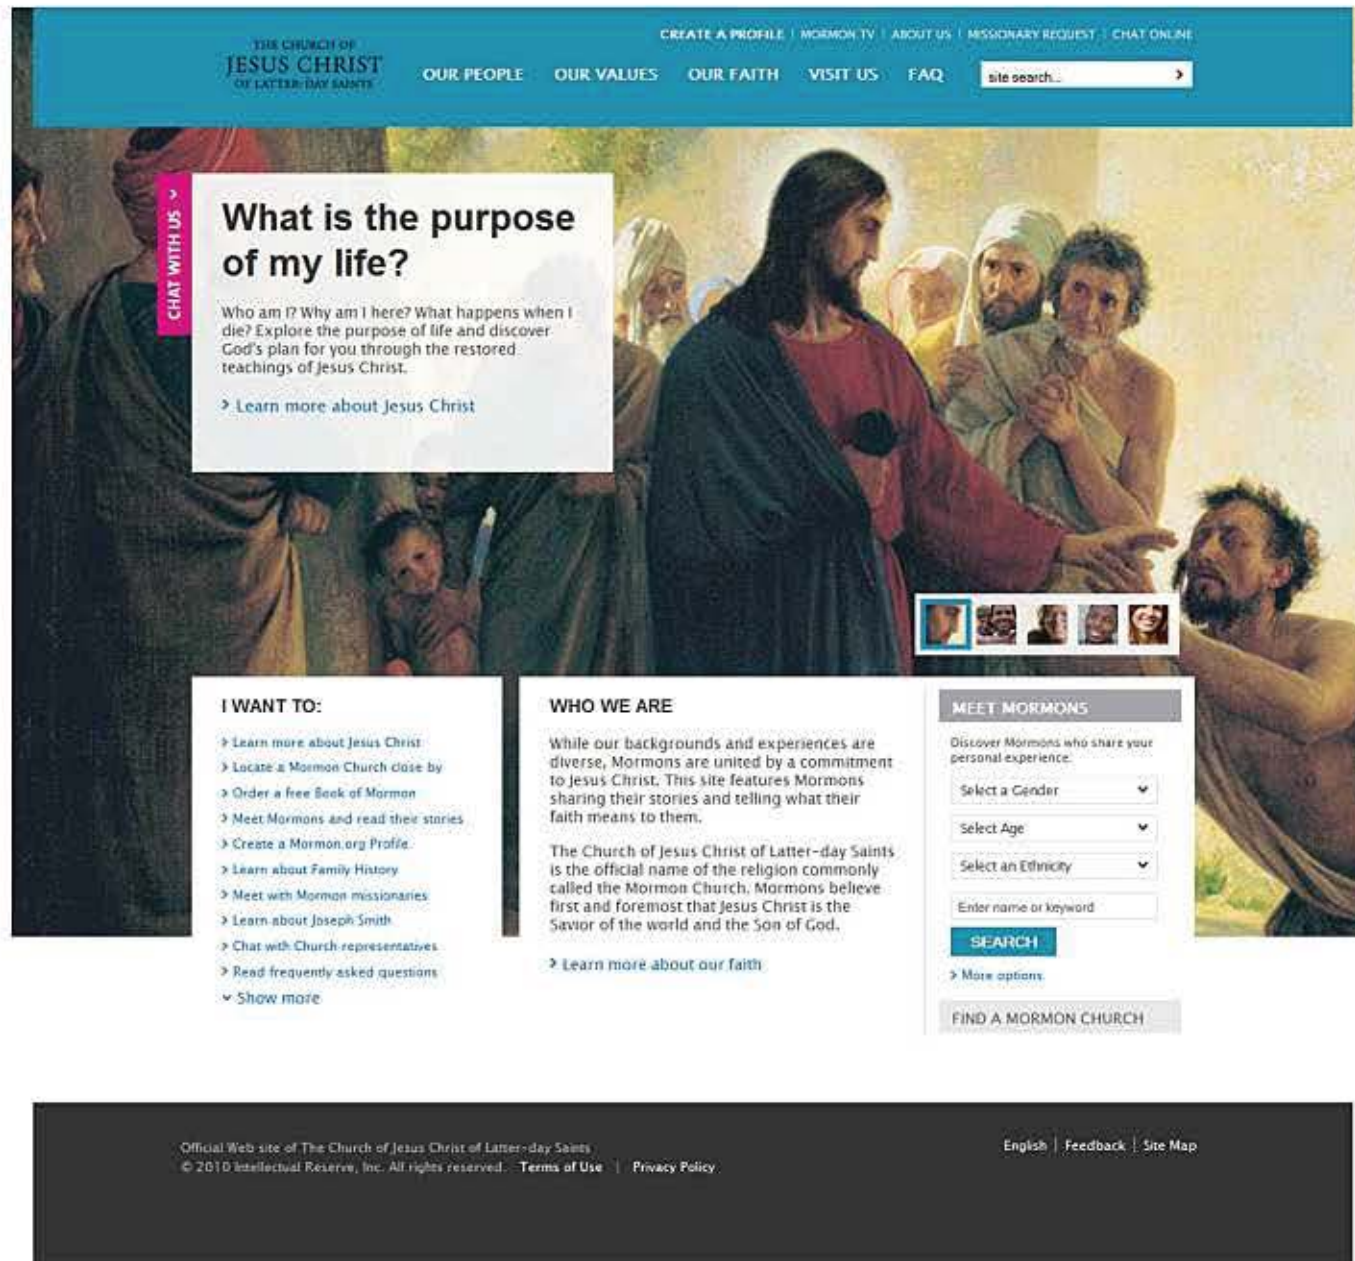 CREATE A PROFILE | MORMON TV | ABOUT US | MISSIONARY REQUEST | CHAT ONLINE
THE CHURCH OF
JESUS CHRIST
OF LATTER-DAY SAINTS
OUR PEOPLE OUR VALUES OUR FAITH VISIT US FAQ
site search...
CHAT WITH US
What is the purpose
of my life?
Who am I? Why am I here? What happens when I
die? Explore the purpose of life and discover
God's plan for you through the restored
teachings of Jesus Christ.
Learn more about Jesus Christ
I WANT TO:
Learn more about Jesus Christ
Locate a Mormon Church close by
Order a free Book of Mormon
Meet Mormons and read their stories
Create a Mormon.org Profile
Learn about Family History
Meet with Mormon missionaries
Learn about Joseph Smith
Chat with Church representatives
Read frequently asked questions
Show more
WHO WE ARE
While our backgrounds and experiences are
diverse, Mormons are united by a commitment
to Jesus Christ. This site features Mormons
sharing their stories and telling what their
faith means to them.
The Church of Jesus Christ of Latter-day Saints
is the official name of the religion commonly
called the Mormon Church. Mormons believe
first and foremost that Jesus Christ is the
Savior of the world and the Son of God.
Learn more about our faith
MEET MORMONS
Discover Mormons who share your
personal experience.
Select a Gender
Select Age
Select an Ethnicity
Enter name or keyword
SEARCH
More options
FIND A MORMON CHURCH
Official Web site of The Church of Jesus Christ of Latter-day Saints
© 2010 Intellectual Reserve, Inc. All rights reserved. Terms of Use | Privacy Policy
English | Feedback | Site Map